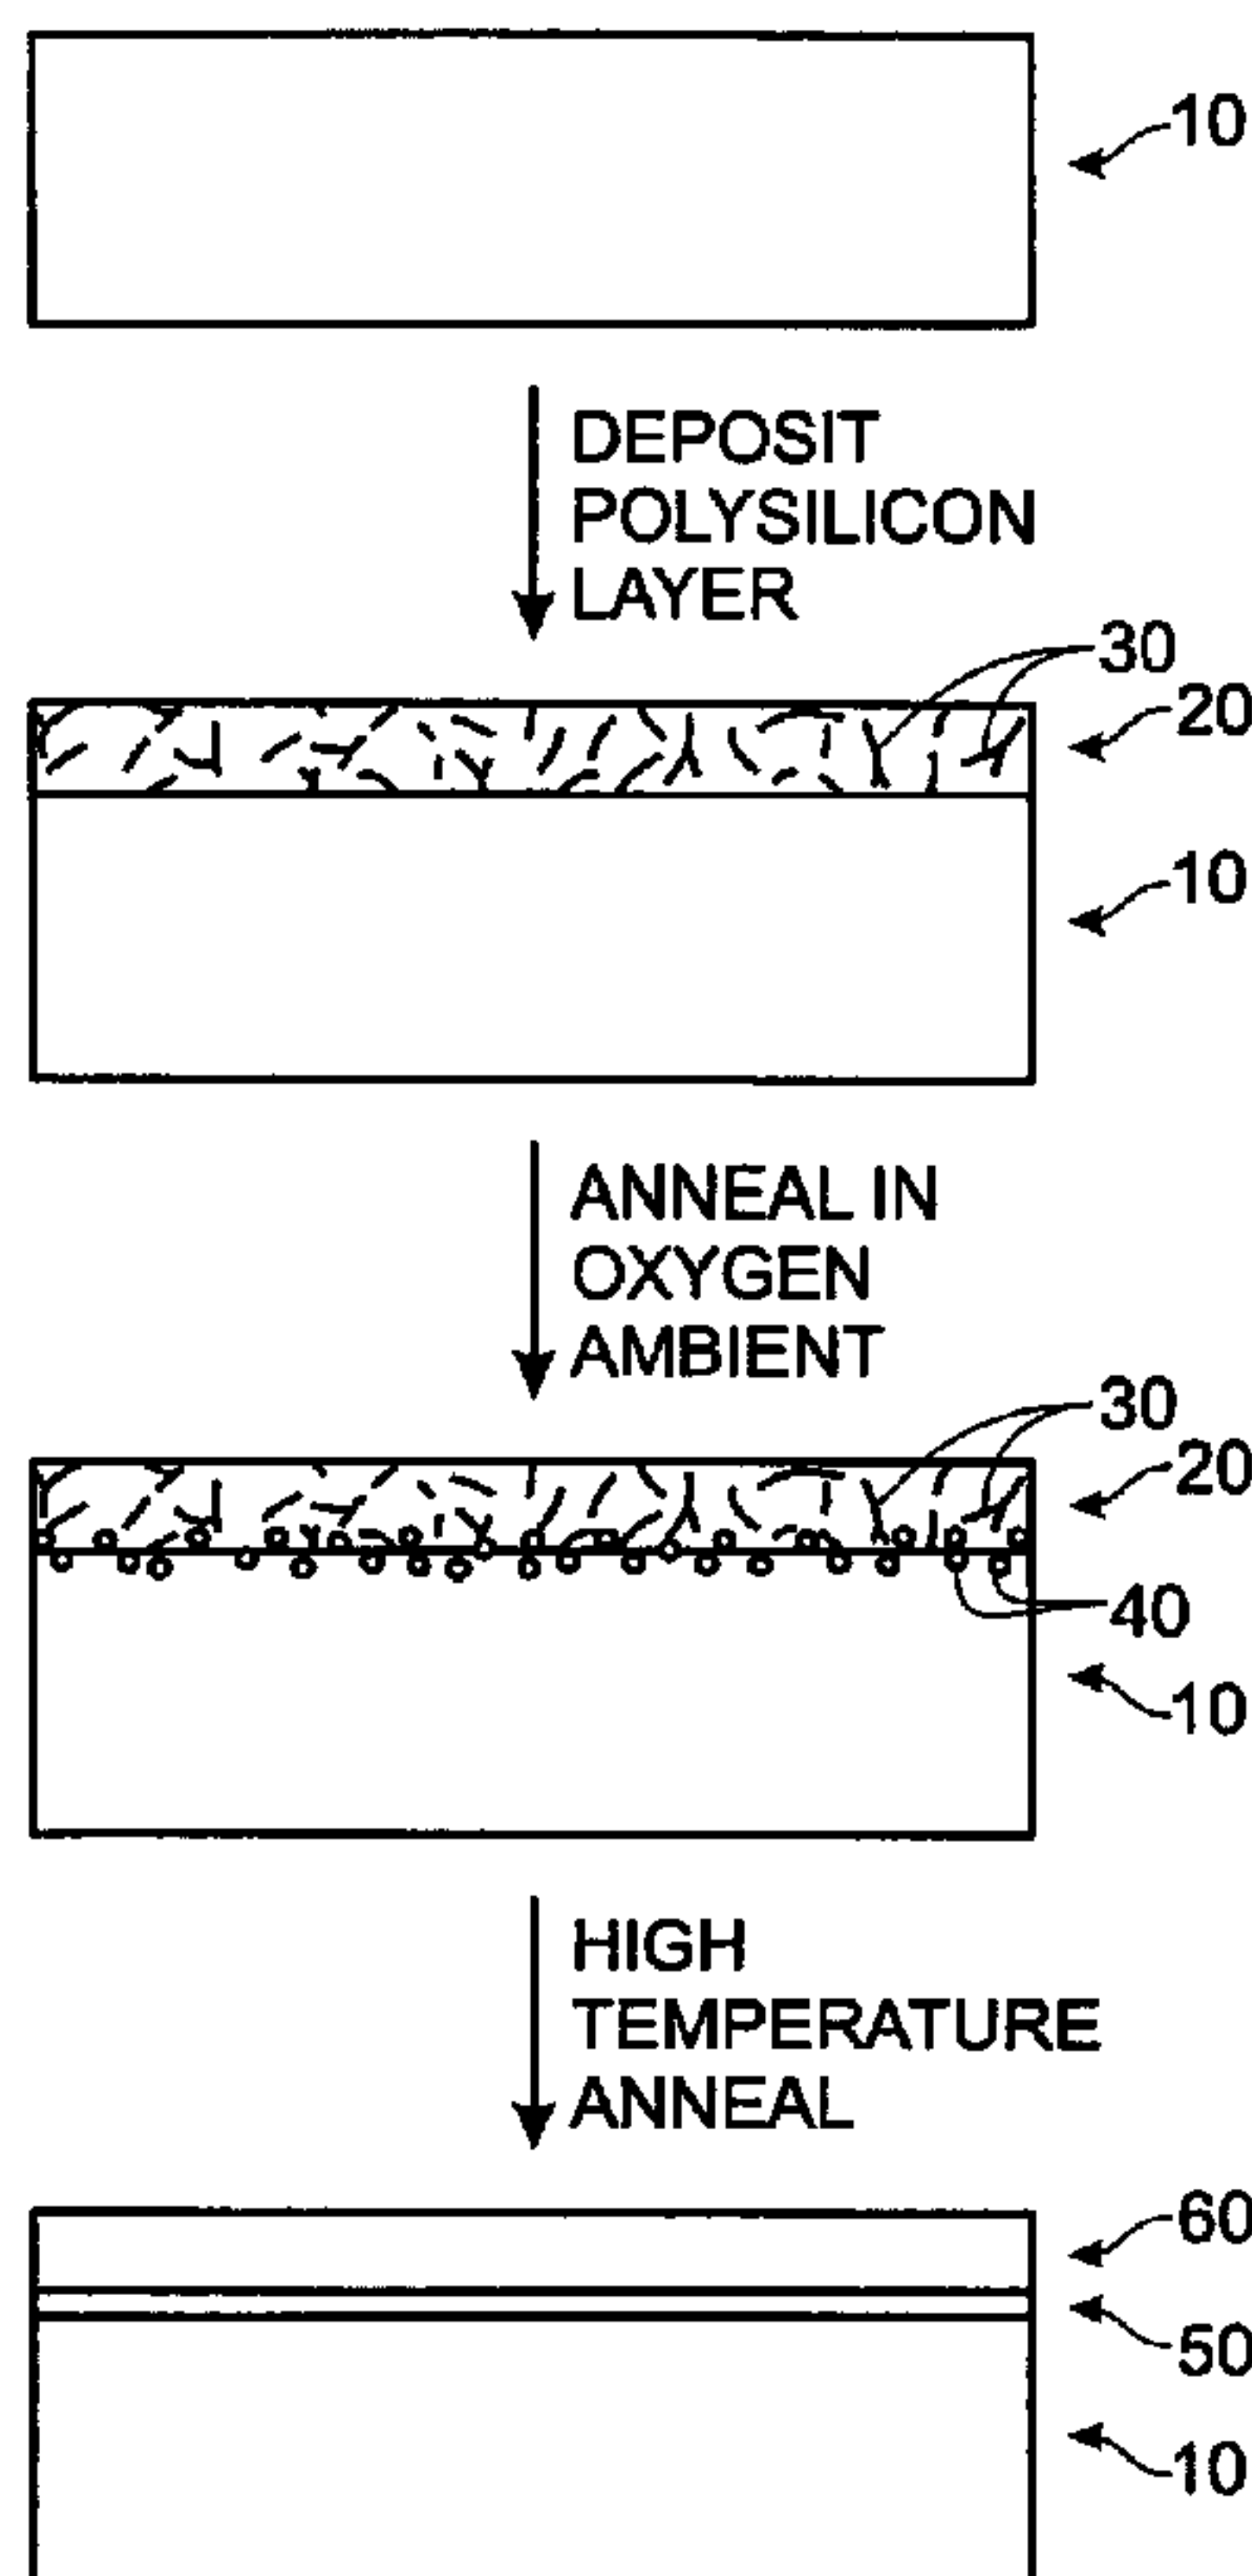 10
DEPOSIT
POLYSILICON
LAYER
30
20
10
ANNEAL IN
OXYGEN
AMBIENT
30
20
40
10
HIGH
TEMPERATURE
ANNEAL
60
50
10